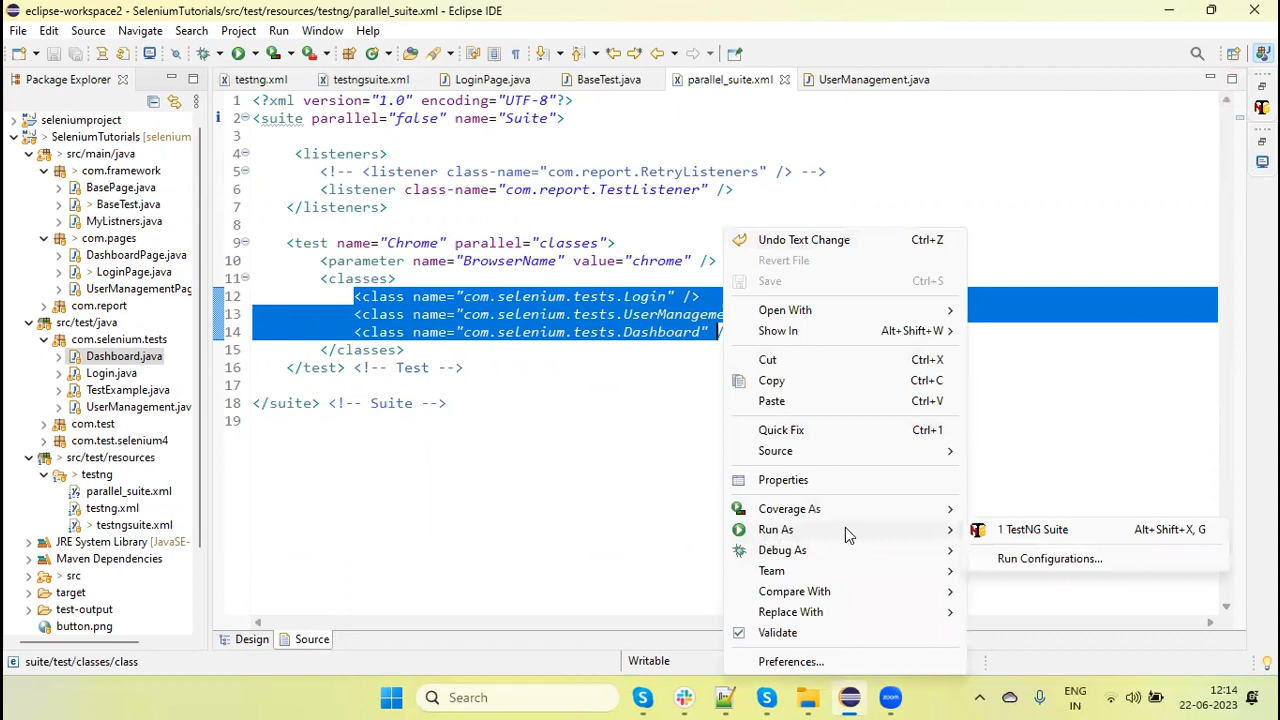 eclipse-workspace2 - SeleniumTutorials/src/test/resources/testng/parallel_suite.xml - Eclipse IDE
File Edit Source Navigate Search Project Run Window Help
Package Explorer
testng.xml testngsuite.xml LoginPage.java BaseTest.java parallel_suite.xml UserManagement.java
seleniumproject
SeleniumTutorials [selenium
src/main/java
com.framework
BasePage.java
> BaseTest.java
MyListners.java
com.pages
DashboardPage.java
> LoginPage.java
UserManagementPag
com.report
src/test/java
com.selenium.tests
Dashboard.java
Login.java
TestExample.java
UserManagement.jav
com.test
com.test.selenium4
src/test/resources
testng
parallel_suite.xml
testng.xml
testngsuite.xml
JRE System Library [JavaSE-
Maven Dependencies
src
target
test-output
button.png
1 <?xml version="1.0" encoding="UTF-8"?>
2 <suite parallel="false" name="Suite">
3
4 <listeners>
5 <!-- <listener class-name="com.report.RetryListeners" /> -->
6 <listener class-name="com.report.TestListener" />
7 </listeners>
8
9 <test name="Chrome" parallel="classes">
10 <parameter name="BrowserName" value="chrome" />
11 <classes>
12 <class name="com.selenium.tests.Login" />
13 <class name="com.selenium.tests.UserManageme
14 <class name="com.selenium.tests.Dashboard" /
15 </classes>
16 </test> <!-- Test -->
17
18 </suite> <!-- Suite -->
19
Undo Text Change Ctrl+Z
Revert File
Save Ctrl+S
Open With
Show In Alt+Shift+W
Cut Ctrl+X
Copy Ctrl+C
Paste Ctrl+V
Quick Fix Ctrl+1
Source
Properties
Coverage As
Run As
Debug As
Team
Compare With
Replace With
Validate
Preferences...
1 TestNG Suite Alt+Shift+X, G
Run Configurations...
Design Source
suite/test/classes/class Writable
Search
ENG
IN
12:14
22-06-2023